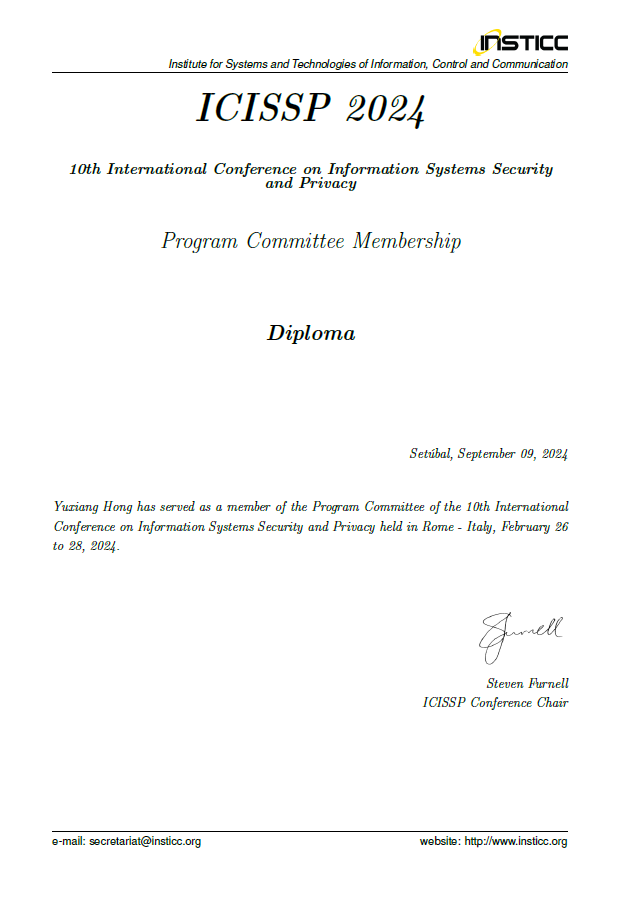 INSTICC
Institute for Systems and Technologies of Information, Control and Communication
ICISSP 2024
10th International Conference on Information Systems Security
and Privacy
Program Committee Membership
Diploma
Setúbal, September 09, 2024
Yuxiang Hong has served as a member of the Program Committee of the 10th International
Conference on Information Systems Security and Privacy held in Rome - Italy, February 26
to 28, 2024.
SFurnell
Steven Furnell
ICISSP Conference Chair
e-mail: secretariat@insticc.org
website: http://www.insticc.org